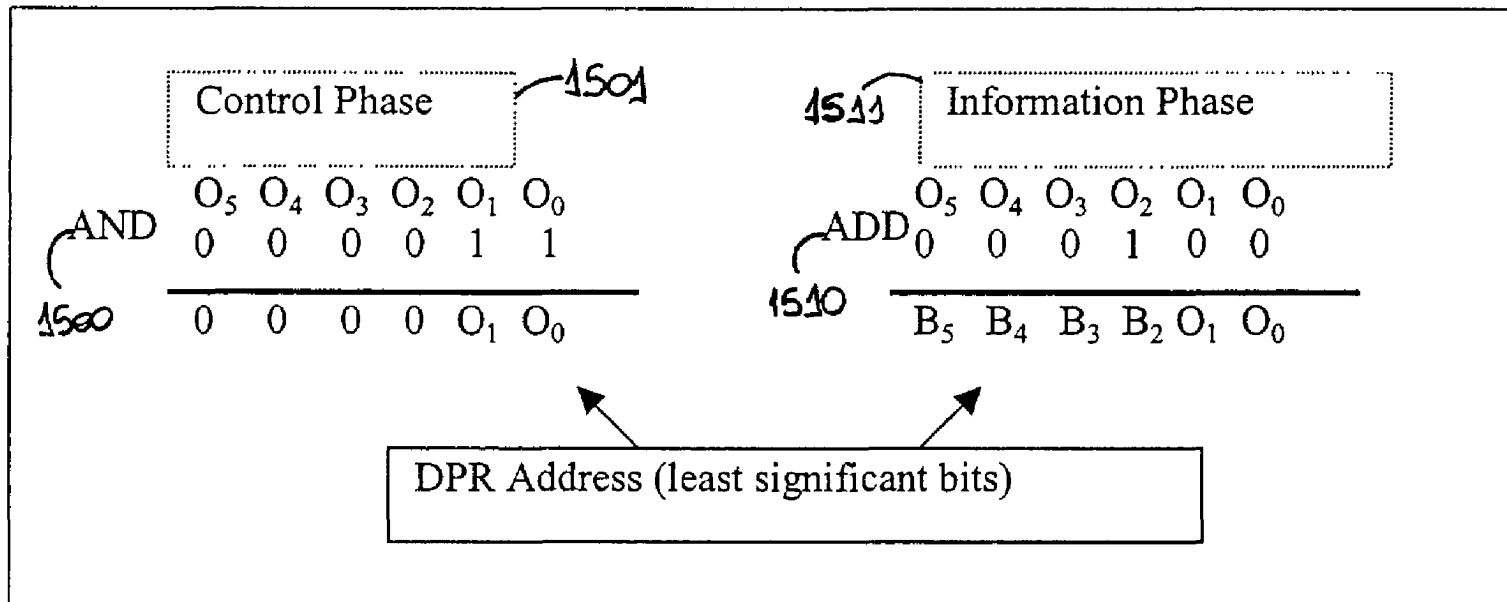 Control Phase 1501
O₅ O₄ O₃ O₂ O₁ O₀
AND 0 0 0 0 1 1
1500
0 0 0 0 O₁ O₀
1511 Information Phase
O₅ O₄ O₃ O₂ O₁ O₀
ADD 0 0 0 1 0 0
1510
B₅ B₄ B₃ B₂ O₁ O₀
DPR Address (least significant bits)